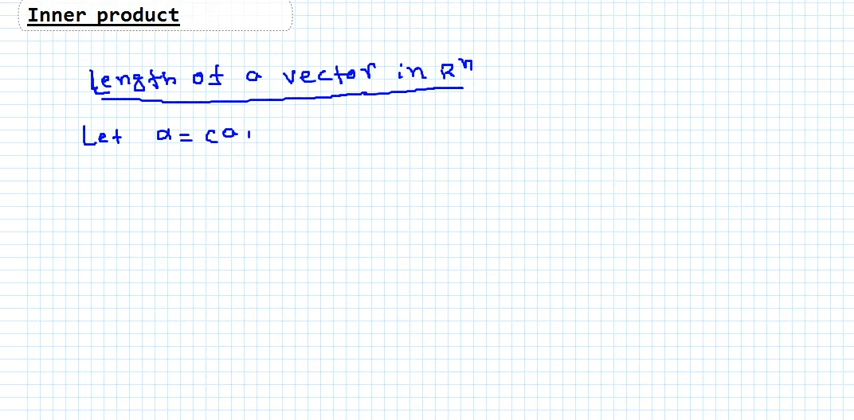 Inner product
Length of a vector in Rⁿ
Let a = (a₁